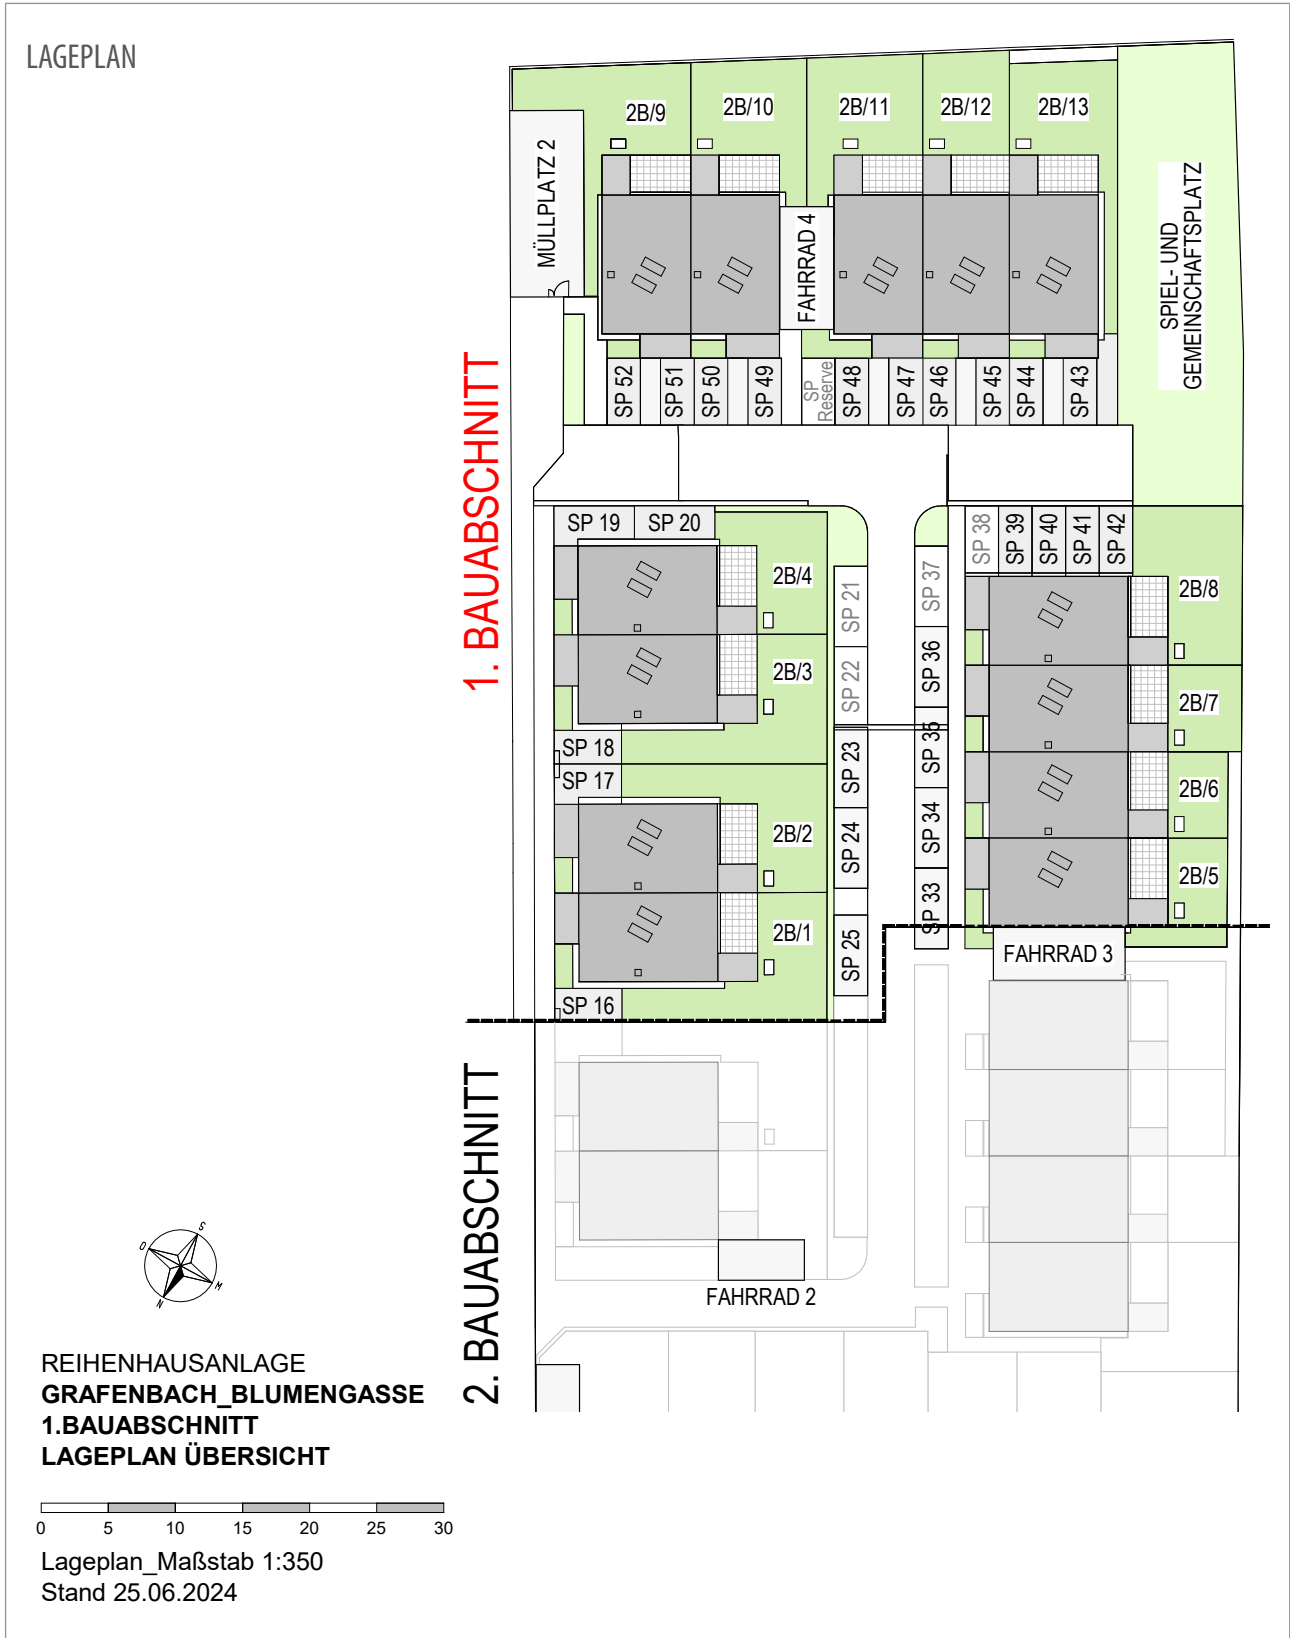 LAGEPLAN
2B/9
2B/10
2B/11
2B/12
2B/13
MÜLLPLATZ 2
FAHRRAD 4
SPIEL- UND
GEMEINSCHAFTSPLATZ
SP 52
SP 51
SP 50
SP 49
SP
Reserve
SP 48
SP 47
SP 46
SP 45
SP 44
SP 43
1. BAUABSCHNITT
SP 19
SP 20
SP 38
SP 39
SP 40
SP 41
SP 42
2B/4
2B/3
SP 21
SP 22
SP 37
SP 36
2B/8
2B/7
SP 18
SP 17
SP 23
SP 24
SP 35
SP 34
2B/6
2B/5
2B/2
2B/1
SP 25
SP 33
SP 16
FAHRRAD 3
2. BAUABSCHNITT
FAHRRAD 2
S
O
W
N
REIHENHAUSANLAGE
GRAFENBACH_BLUMENGASSE
1.BAUABSCHNITT
LAGEPLAN ÜBERSICHT
0 5 10 15 20 25 30
Lageplan_Maßstab 1:350
Stand 25.06.2024